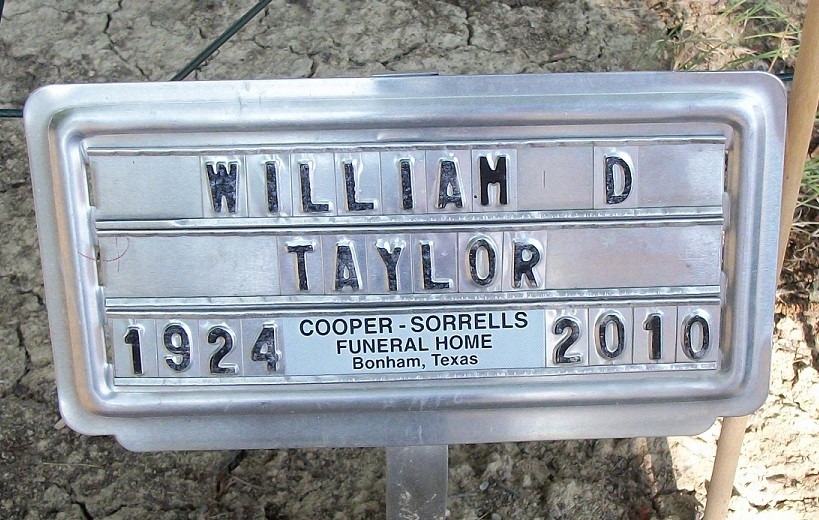 WILLIAM D
TAYLOR
1924 COOPER - SORRELLS 2010
FUNERAL HOME
Bonham, Texas